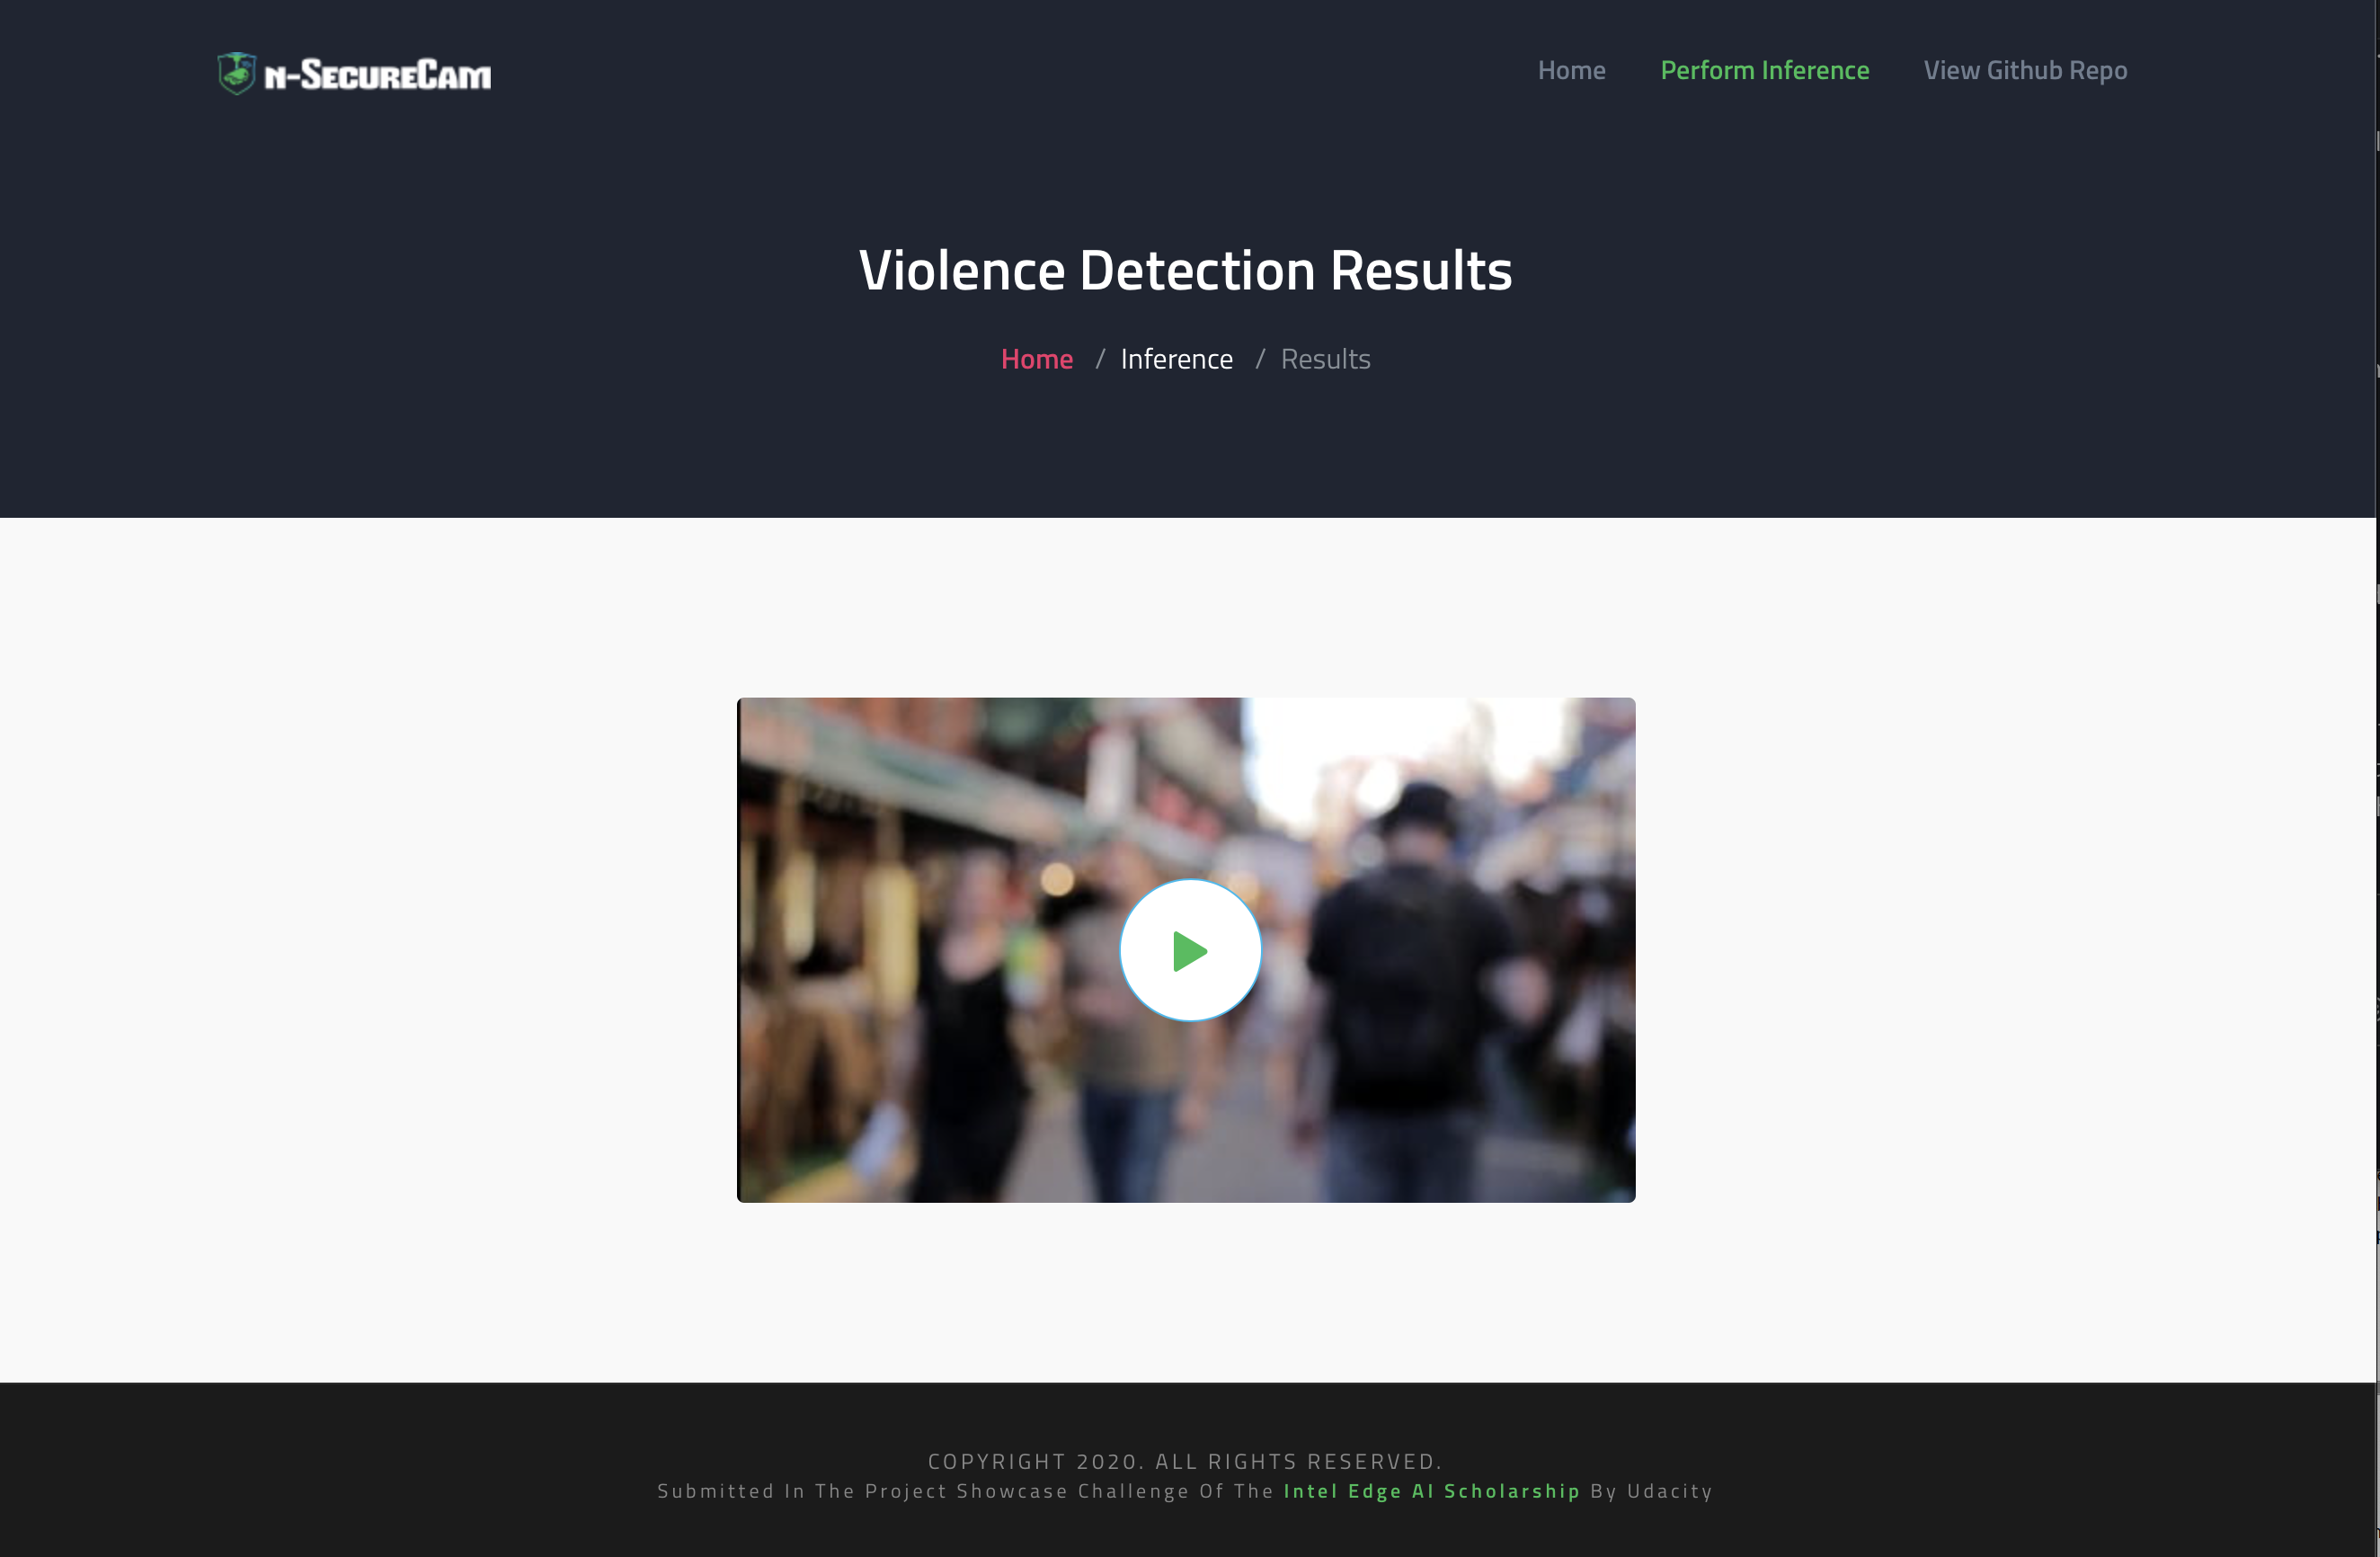 n-SecureCam
Home Perform Inference View Github Repo
Violence Detection Results
Home / Inference / Results
COPYRIGHT 2020. ALL RIGHTS RESERVED.
Submitted In The Project Showcase Challenge Of The Intel Edge AI Scholarship By Udacity